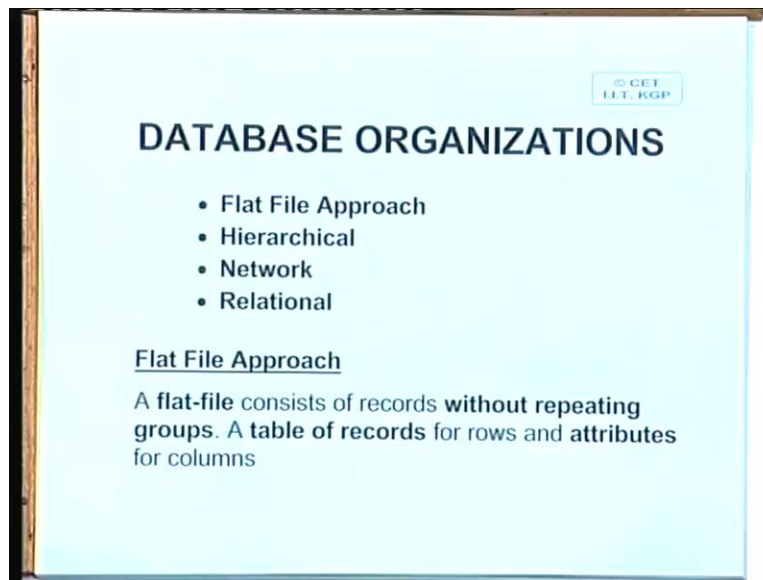 © CET
I.I.T. KGP
DATABASE ORGANIZATIONS
• Flat File Approach
• Hierarchical
• Network
• Relational
Flat File Approach
A flat-file consists of records without repeating
groups. A table of records for rows and attributes
for columns